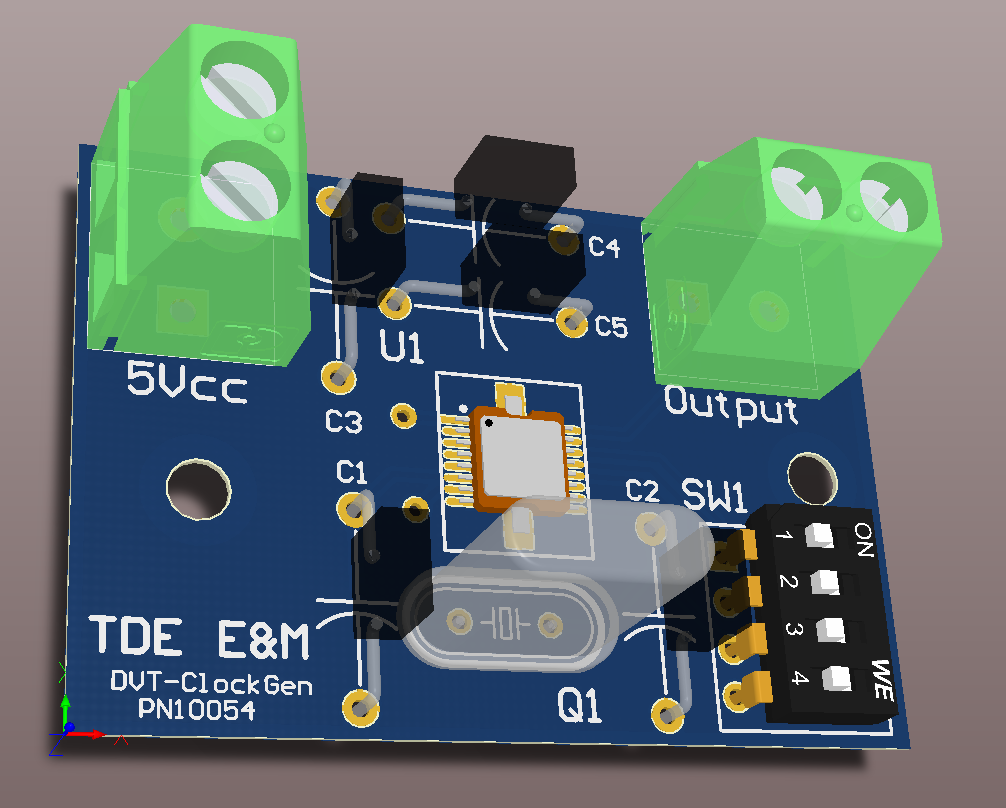 C4
C5
U1
5Vcc
Output
C3
C1
C2
SW1
ON
1
2
3
4
WE
TDE E&M
DVT-ClockGen
PN10054
Q1